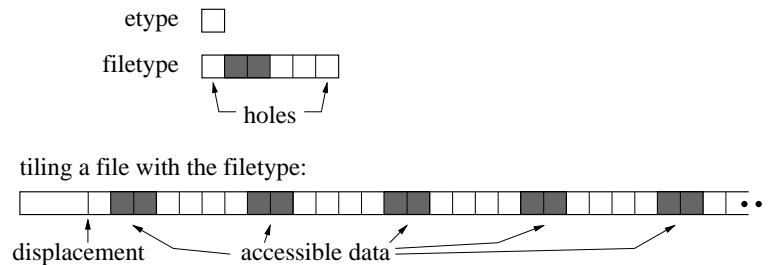 etype
filetype
holes
tiling a file with the filetype:
displacement
accessible data